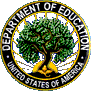 DEPARTMENT OF EDUCATION
UNITED STATES OF AMERICA